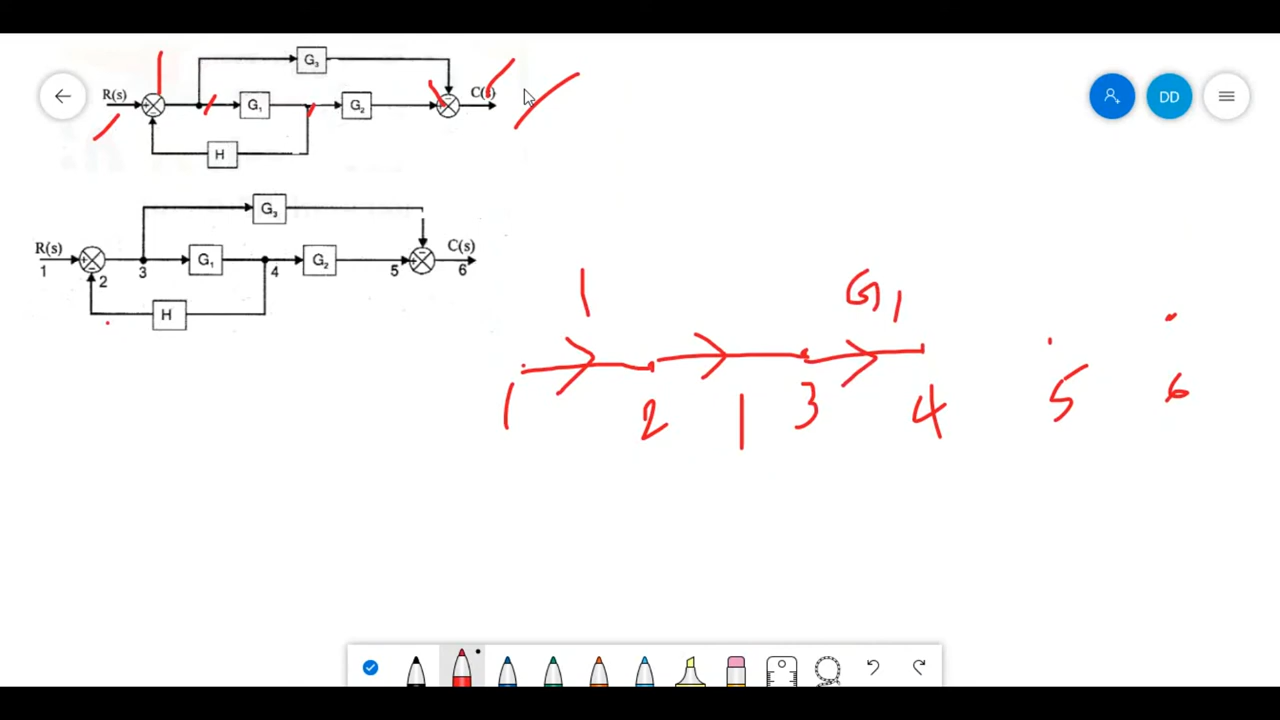 G3
R(s) + − G1 G2 + − C(s)
H
DD
G3
R(s) + − G1 G2 + − C(s)
1 2 3 4 5 6
H
1 G1
1 2 1 3 4 5 6